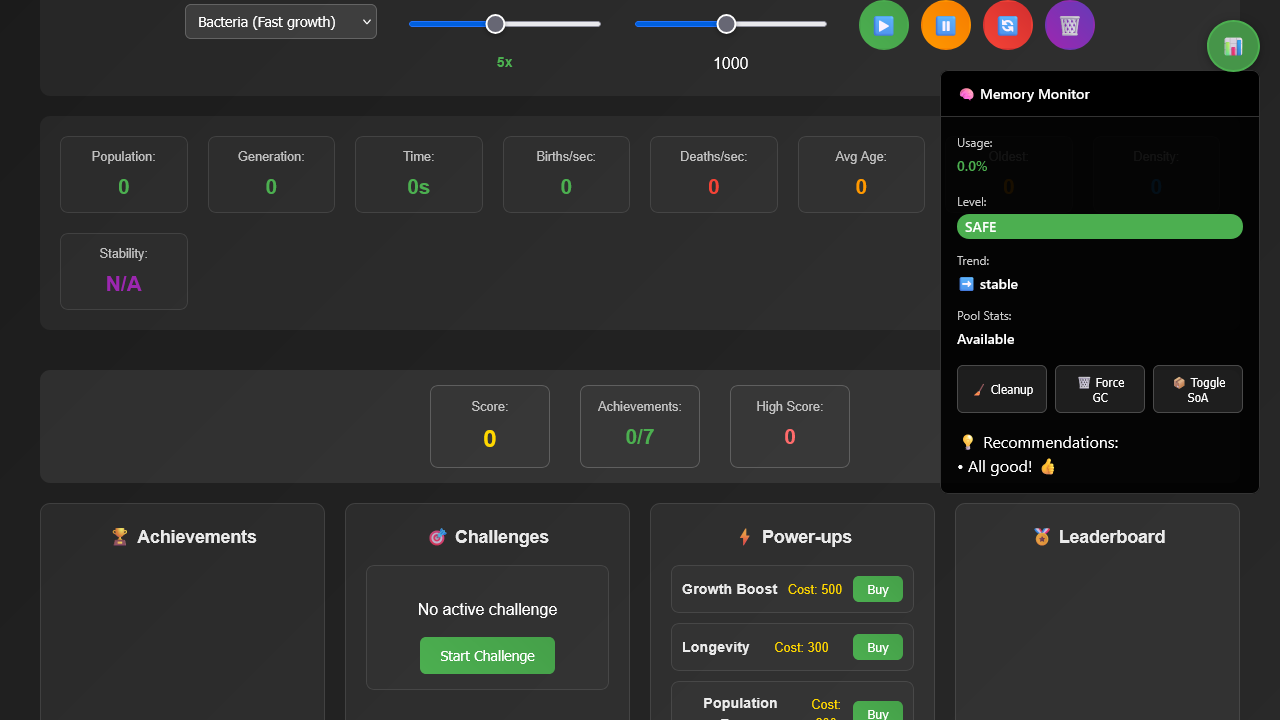 Bacteria (Fast growth)
5x
1000
🧠 Memory Monitor
Population:
0
Generation:
0
Time:
0s
Births/sec:
0
Deaths/sec:
0
Avg Age:
0
Oldest:
0
Density:
0
Stability:
N/A
Usage:
0.0%
Level:
SAFE
Trend:
➡️ stable
Pool Stats:
Available
🧹 Cleanup
🗑️ Force
GC
📦 Toggle
SoA
💡 Recommendations:
• All good! 👍
Score:
0
Achievements:
0/7
High Score:
0
🏆 Achievements
🎯 Challenges
No active challenge
Start Challenge
⚡ Power-ups
Growth Boost Cost: 500 Buy
Longevity Cost: 300 Buy
Population Cost:
Buy
🏅 Leaderboard